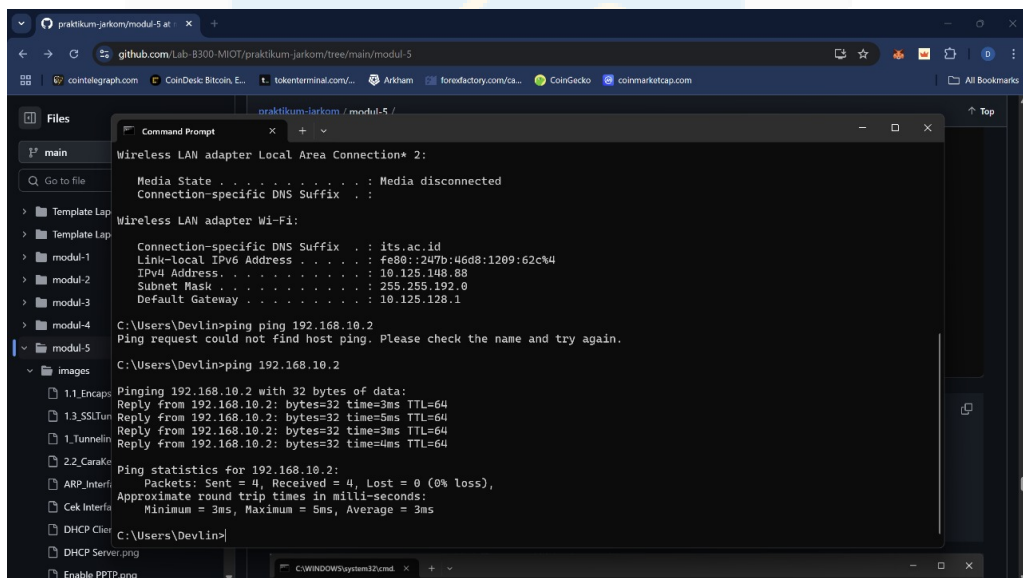 praktikum-jarkom/modul-5 at
github.com/Lab-B300-MIOT/praktikum-jarkom/tree/main/modul-5
D
cointelegraph.com CoinDesk: Bitcoin, E... tokenterminal.com/... Arkham forexfactory.com/ca... CoinGecko coinmarketcap.com All Bookmarks
Files
praktikum-jarkom / modul-5 /
Top
main
Go to file
Template Lap
Template Lap
modul-1
modul-2
modul-3
modul-4
modul-5
images
1.1_Encaps
1.3_SSLTun
1_Tunnelin
2.2_CaraKe
ARP_Interfa
Cek Interfa
DHCP Clien
DHCP Server.png
Enable PPTP.png
Command Prompt
Wireless LAN adapter Local Area Connection* 2:
Media State . . . . . . . . . . . : Media disconnected
Connection-specific DNS Suffix . :
Wireless LAN adapter Wi-Fi:
Connection-specific DNS Suffix . : its.ac.id
Link-local IPv6 Address . . . . . : fe80::247b:46d8:1209:62c%4
IPv4 Address. . . . . . . . . . . : 10.125.148.88
Subnet Mask . . . . . . . . . . . : 255.255.192.0
Default Gateway . . . . . . . . . : 10.125.128.1
C:\Users\Devlin>ping ping 192.168.10.2
Ping request could not find host ping. Please check the name and try again.
C:\Users\Devlin>ping 192.168.10.2
Pinging 192.168.10.2 with 32 bytes of data:
Reply from 192.168.10.2: bytes=32 time=3ms TTL=64
Reply from 192.168.10.2: bytes=32 time=5ms TTL=64
Reply from 192.168.10.2: bytes=32 time=3ms TTL=64
Reply from 192.168.10.2: bytes=32 time=4ms TTL=64
Ping statistics for 192.168.10.2:
Packets: Sent = 4, Received = 4, Lost = 0 (0% loss),
Approximate round trip times in milli-seconds:
Minimum = 3ms, Maximum = 5ms, Average = 3ms
C:\Users\Devlin>
C:\WINDOWS\system32\cmd.